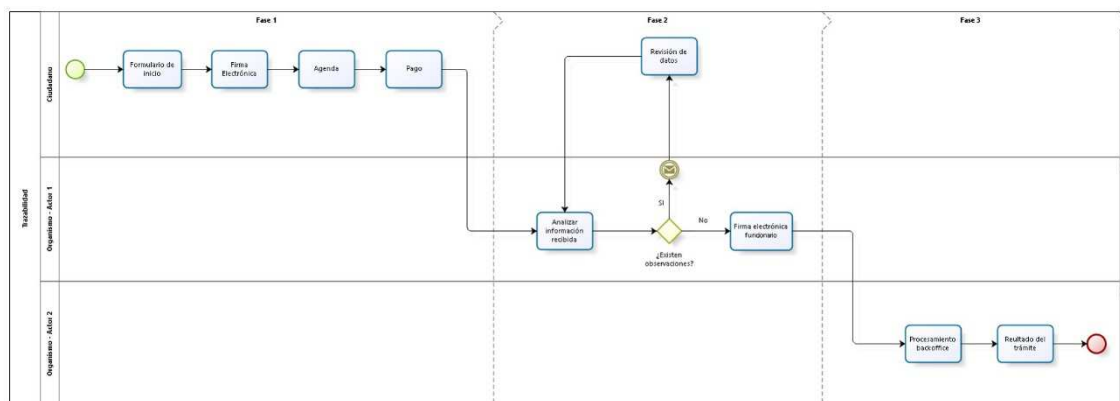 Fase 1
Fase 2
Fase 3
Trazabilidad
Ciudadano
Formulario de
inicio
Firma
Electrónica
Agenda
Pago
Revisión de
datos
Organismo - Actor 1
Analizar
información
recibida
Si
¿Existen
observaciones?
No
Firma electrónica
funcionario
Organismo - Actor 2
Procesamiento
backoffice
Reultado del
trámite